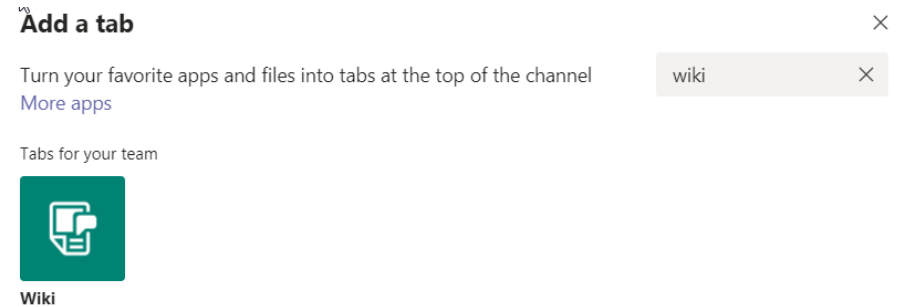 Add a tab
Turn your favorite apps and files into tabs at the top of the channel
wiki
More apps
Tabs for your team
Wiki